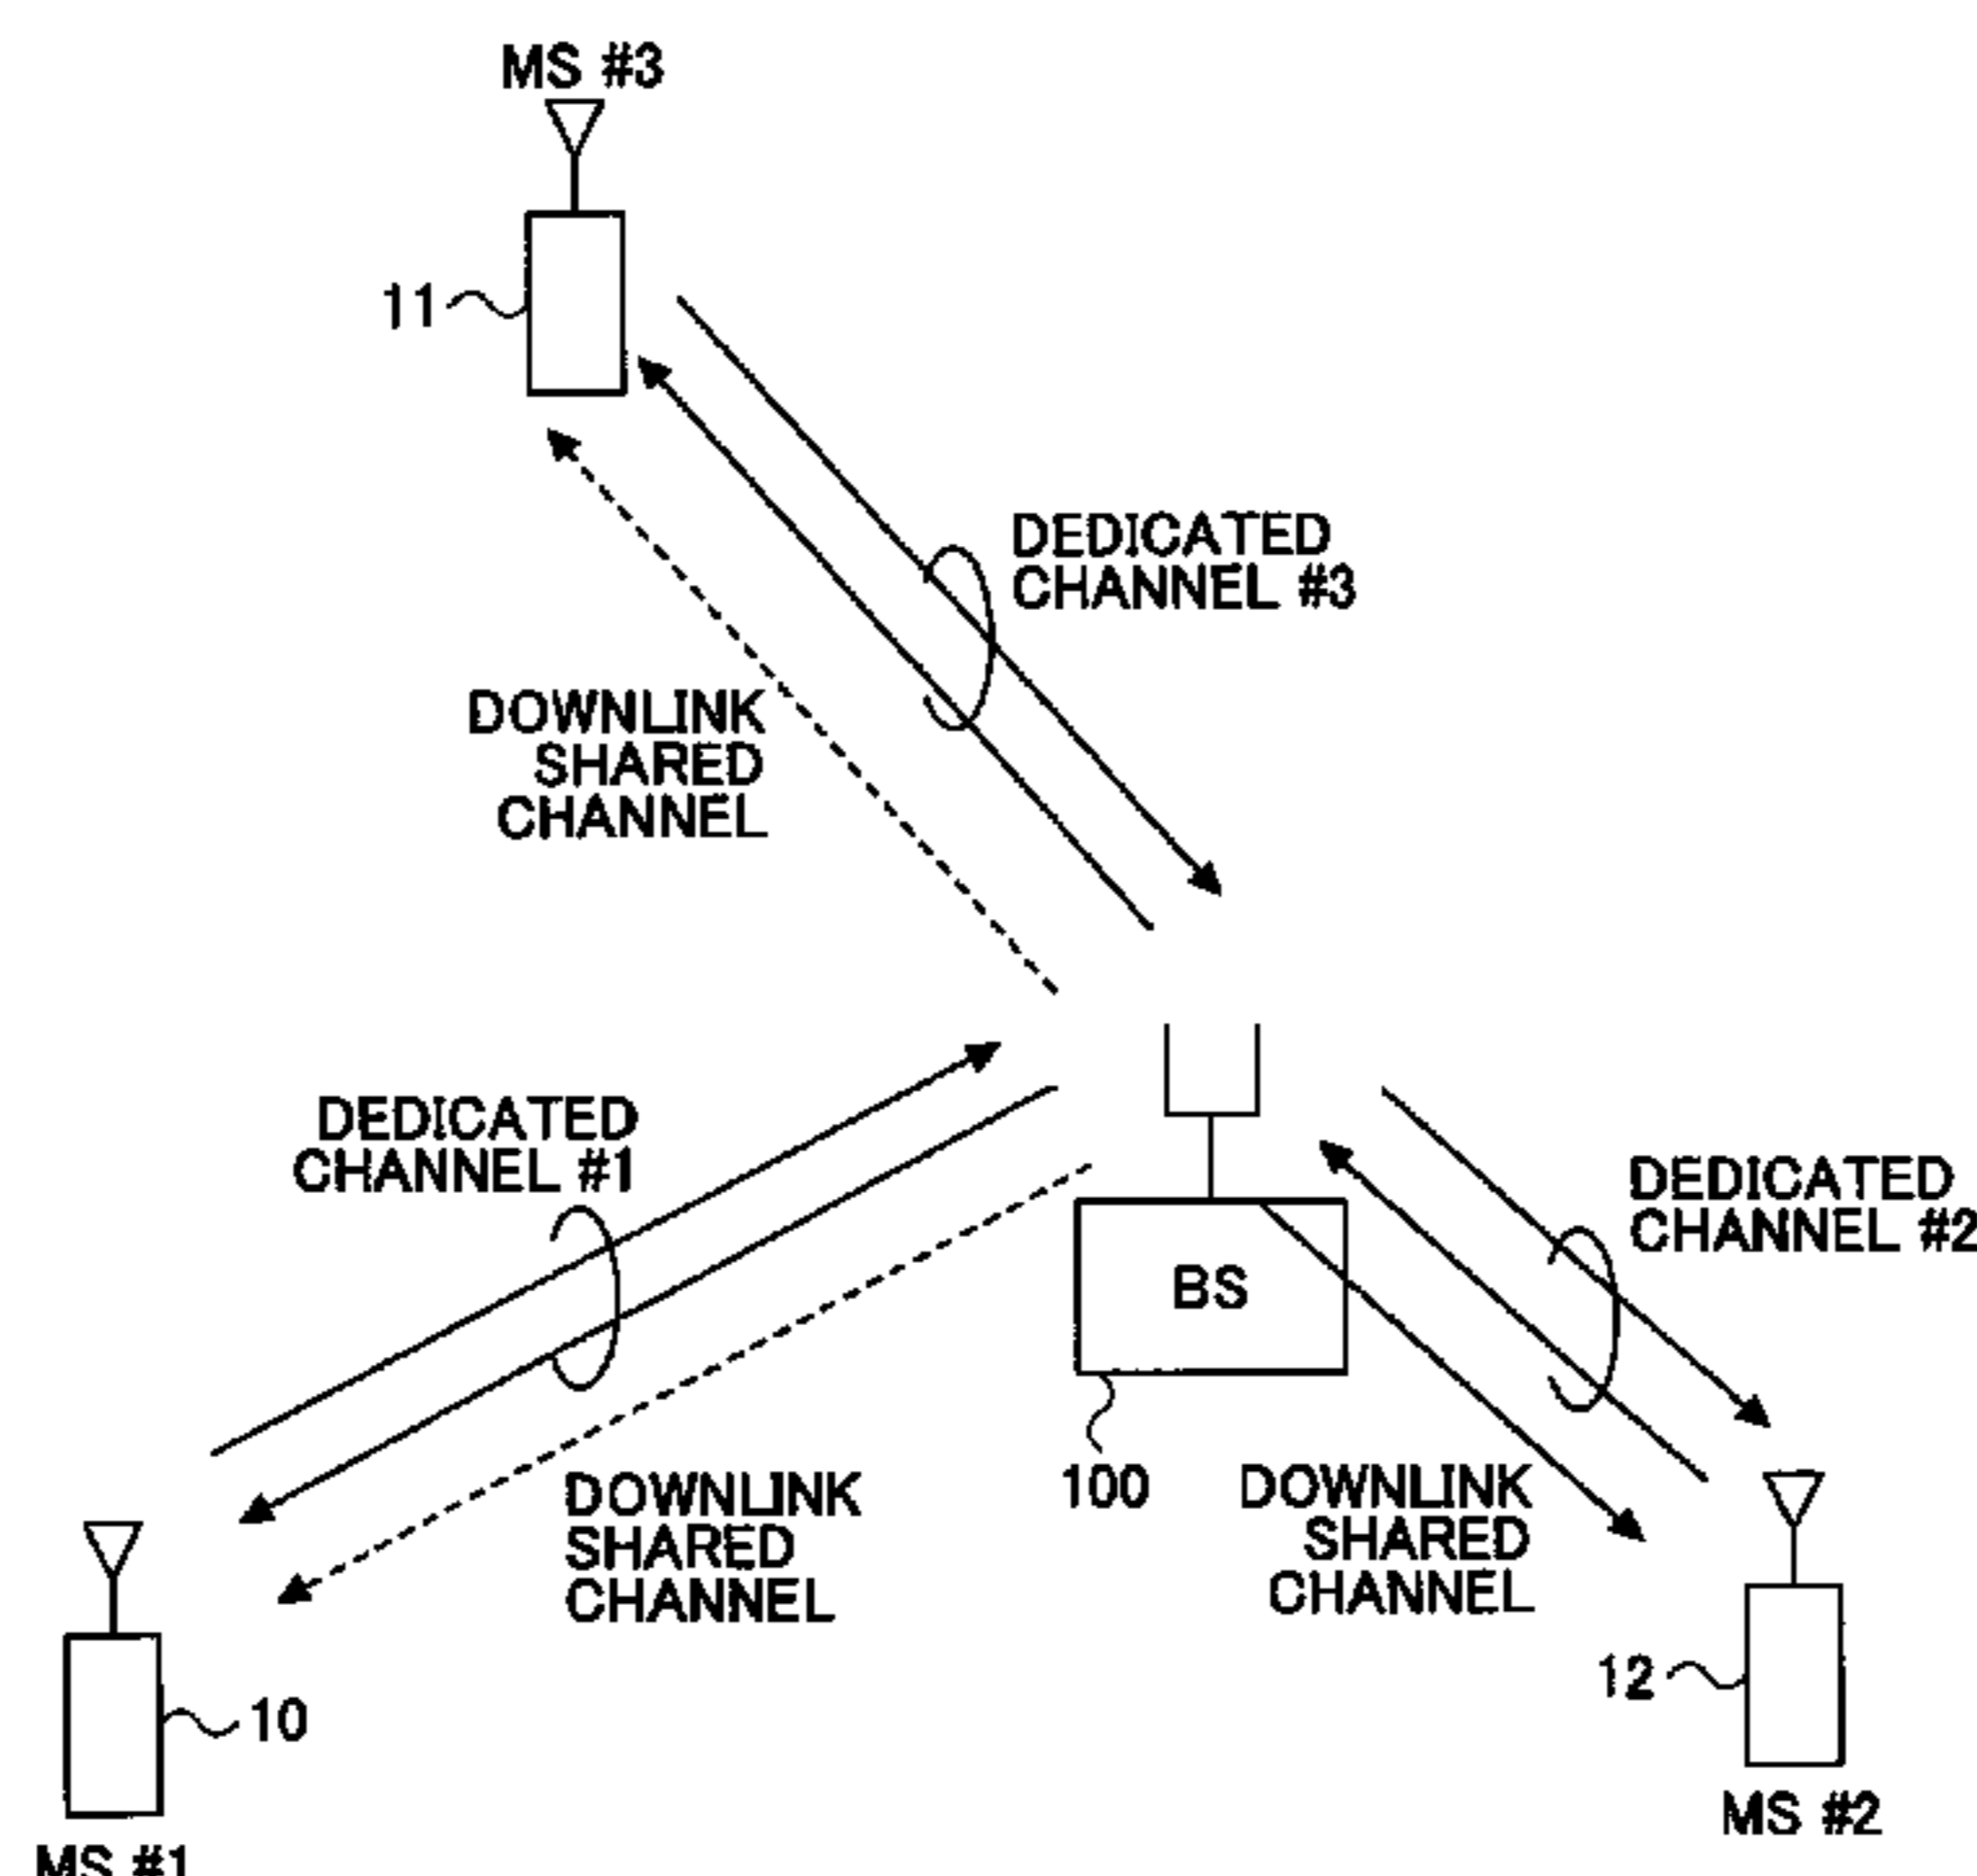 MS #3
11
DEDICATED
CHANNEL #3
DOWNLINK
SHARED
CHANNEL
DEDICATED
CHANNEL #1
DEDICATED
CHANNEL #2
BS
100
DOWNLINK
SHARED
CHANNEL
DOWNLINK
SHARED
CHANNEL
12
10
MS #2
MS #1